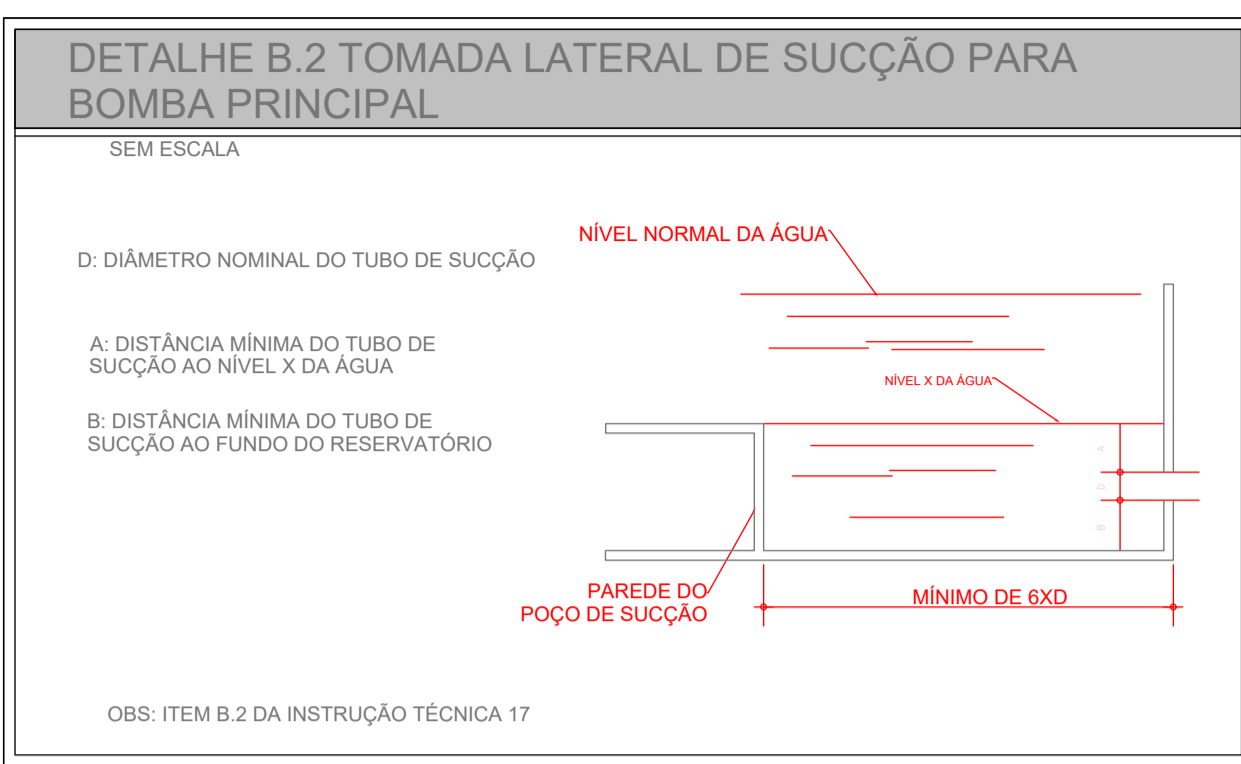 DETALHE B.2 TOMADA LATERAL DE SUCÇÃO PARA
BOMBA PRINCIPAL
SEM ESCALA
D: DIÂMETRO NOMINAL DO TUBO DE SUCÇÃO
A: DISTÂNCIA MÍNIMA DO TUBO DE
SUCÇÃO AO NÍVEL X DA ÁGUA
B: DISTÂNCIA MÍNIMA DO TUBO DE
SUCÇÃO AO FUNDO DO RESERVATÓRIO
NÍVEL NORMAL DA ÁGUA
NÍVEL X DA ÁGUA
A
D
B
PAREDE DO
POÇO DE SUCÇÃO
MÍNIMO DE 6XD
OBS: ITEM B.2 DA INSTRUÇÃO TÉCNICA 17